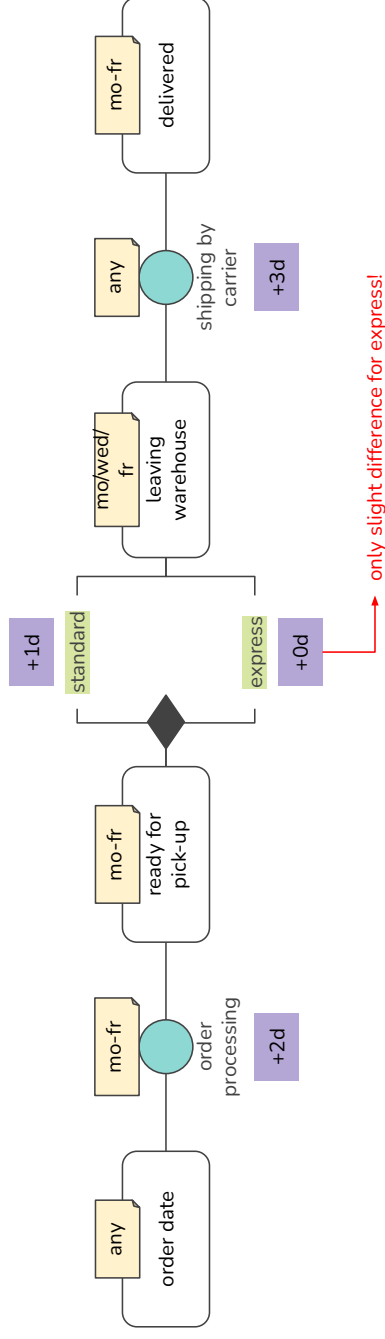 any
order date
mo-fr
order
processing
+2d
mo-fr
ready for
pick-up
+1d
standard
express
+0d
only slight difference for express!
mo/wed/
fr
leaving
warehouse
any
shipping by
carrier
+3d
mo-fr
delivered